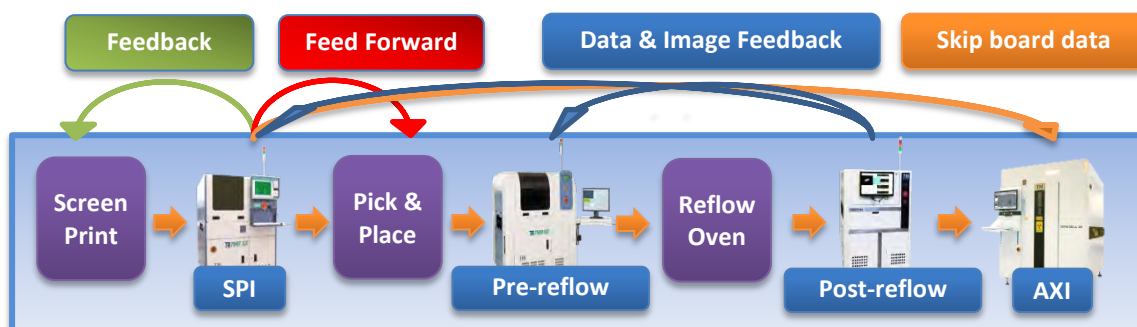 Feedback
Feed Forward
Data & Image Feedback
Skip board data
Screen
Print
SPI
Pick &
Place
Pre-reflow
Reflow
Oven
Post-reflow
AXI